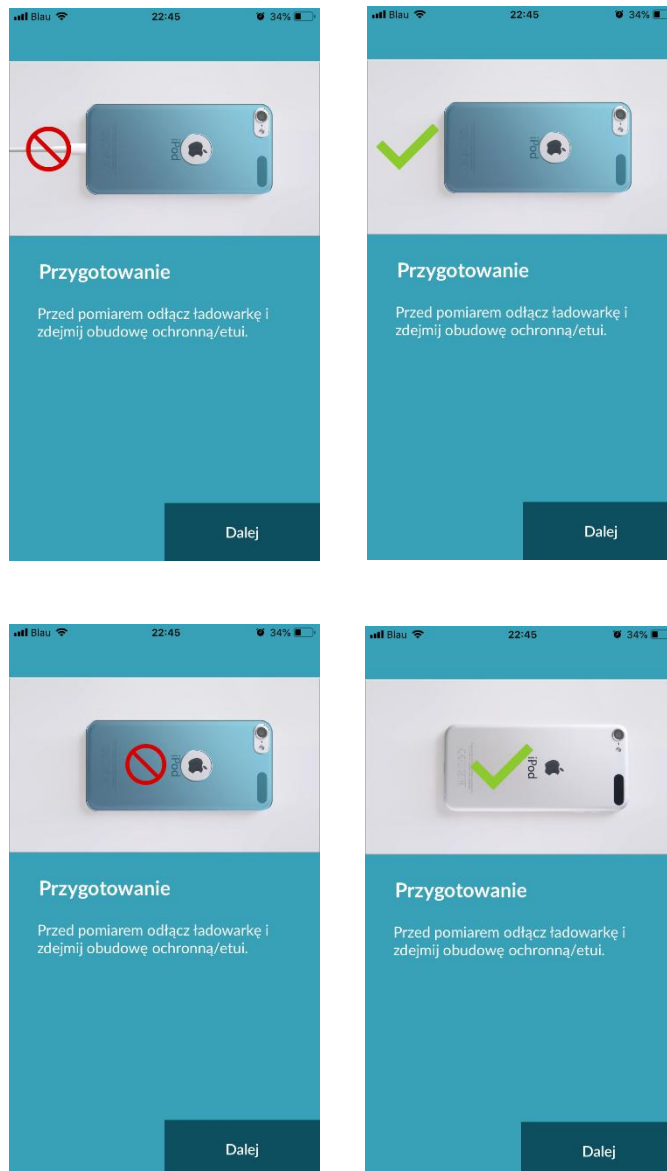 Blau 22:45 34%
iPod
Przygotowanie
Przed pomiarem odłącz ładowarkę i
zdejmij obudowę ochronną/etui.
Dalej
Blau 22:45 34%
iPod
Przygotowanie
Przed pomiarem odłącz ładowarkę i
zdejmij obudowę ochronną/etui.
Dalej
Blau 22:45 34%
iPod
Przygotowanie
Przed pomiarem odłącz ładowarkę i
zdejmij obudowę ochronną/etui.
Dalej
Blau 22:45 34%
iPod
Przygotowanie
Przed pomiarem odłącz ładowarkę i
zdejmij obudowę ochronną/etui.
Dalej